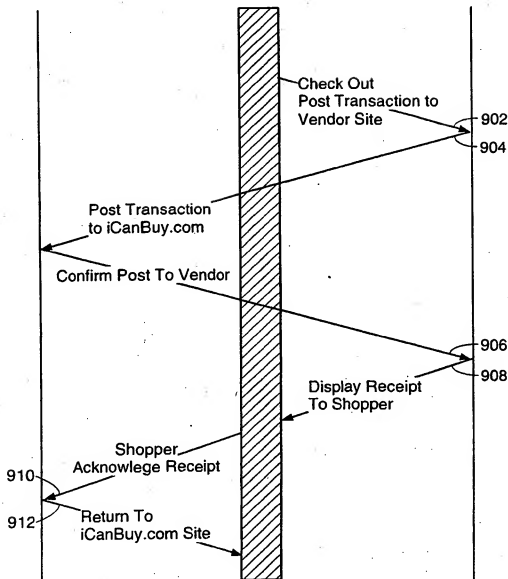 Check Out
Post Transaction to
Vendor Site
902
904
Post Transaction
to iCanBuy.com
Confirm Post To Vendor
906
908
Display Receipt
To Shopper
Shopper
Acknowlege Receipt
910
912
Return To
iCanBuy.com Site